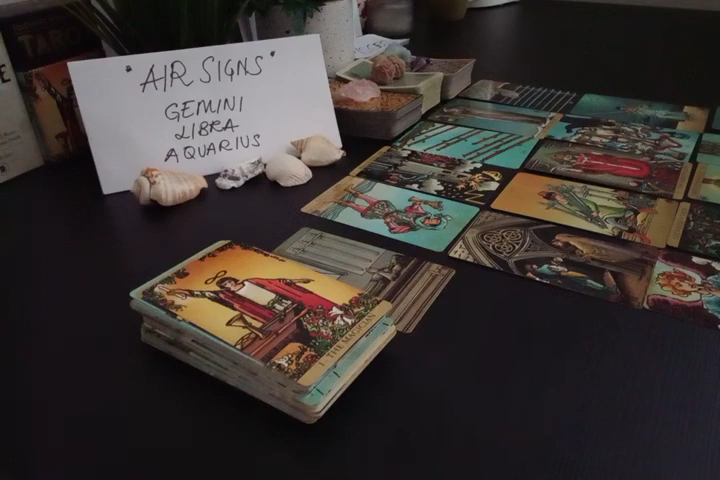 "AIR SIGNS"
GEMINI
LIBRA
AQUARIUS
I THE MAGICIAN